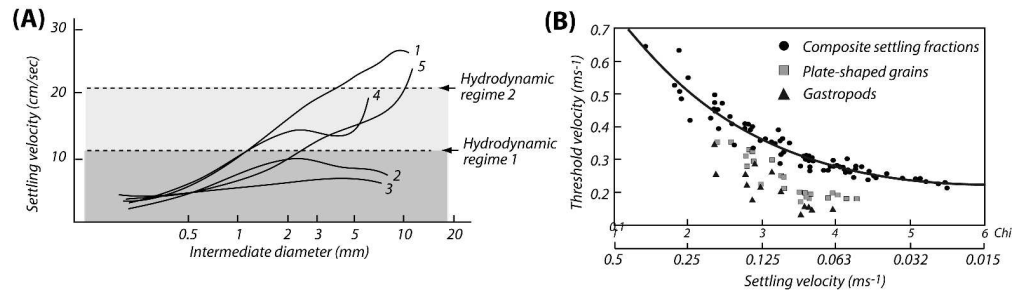 (A)
30
20
10
0
Settling velocity (cm/sec)
1
5
4
2
3
Hydrodynamic
regime 2
Hydrodynamic
regime 1
0.5 1 2 3 5 10 20
Intermediate diameter (mm)
(B)
0.7
0.6
0.5
0.4
0.3
0.2
0.1
Threshold velocity (ms-1)
Composite settling fractions
Plate-shaped grains
Gastropods
1 2 3 4 5 6 Chi
0.5 0.25 0.125 0.063 0.032 0.015
Settling velocity (ms-1)